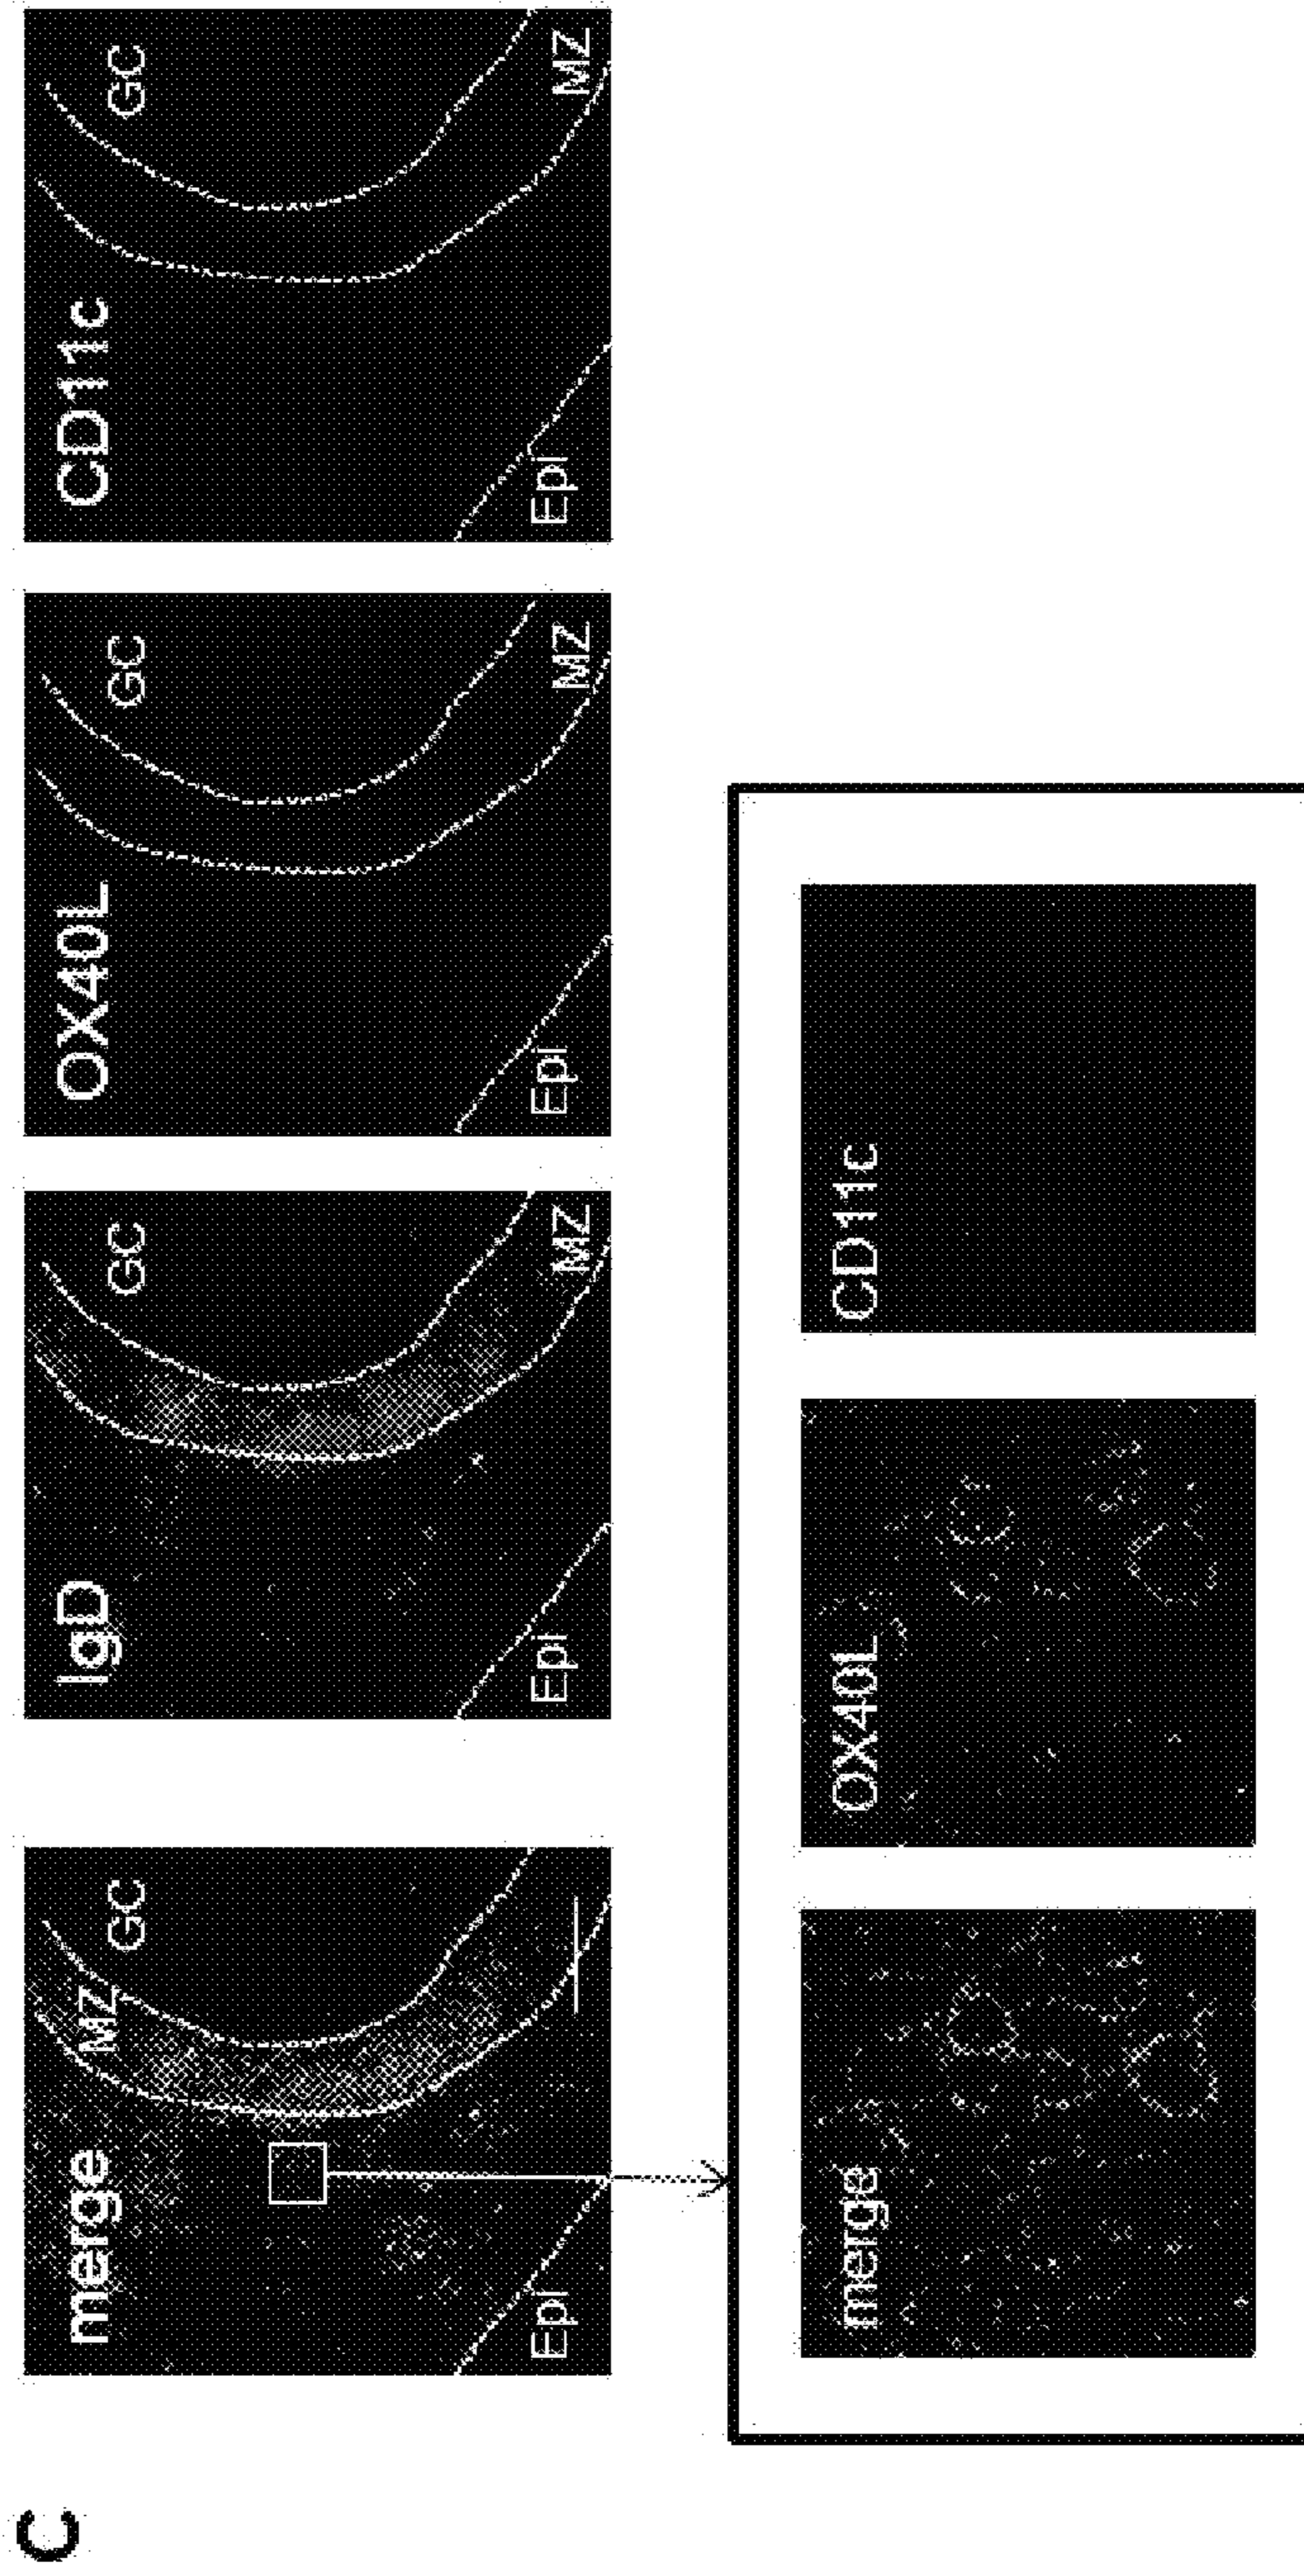 C
merge
MZ
GC
Epi
IgD
GC
MZ
Epi
OX40L
GC
MZ
Epi
CD11c
GC
MZ
Epi
merge
OX40L
CD11c